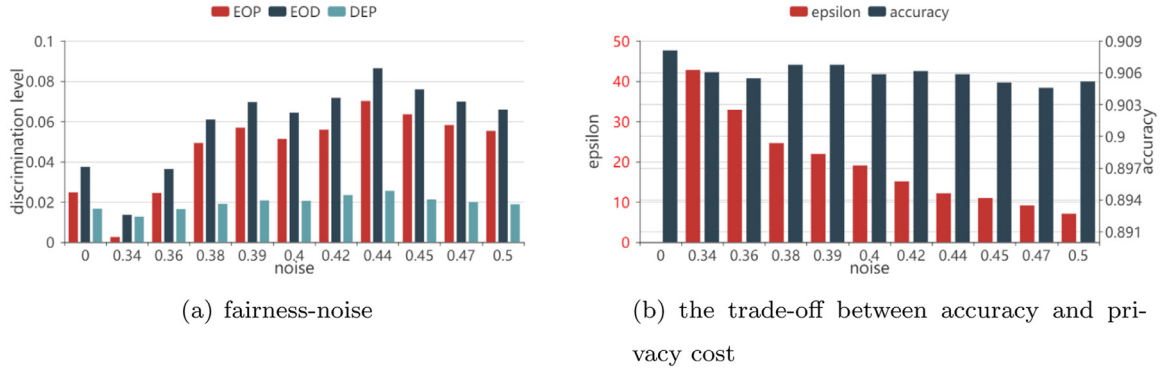 EOP EOD DEP
0.1
0.08
0.06
0.04
0.02
0
discrimination level
0 0.34 0.36 0.38 0.39 0.4 0.42 0.44 0.45 0.47 0.5
noise
(a) fairness-noise
epsilon accuracy
50
40
30
20
10
0
epsilon
0.909
0.906
0.903
0.9
0.897
0.894
0.891
accuracy
0 0.34 0.36 0.38 0.39 0.4 0.42 0.44 0.45 0.47 0.5
noise
(b) the trade-off between accuracy and pri-
vacy cost